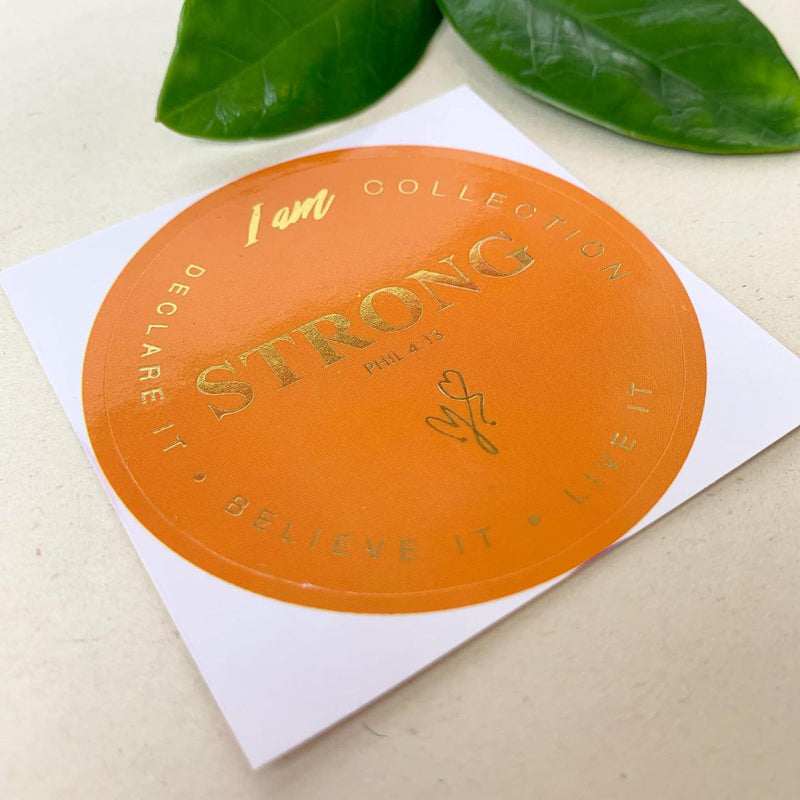 I am COLLECTION
STRONG
PHIL 4:13
DECLARE IT • BELIEVE IT • LIVE IT